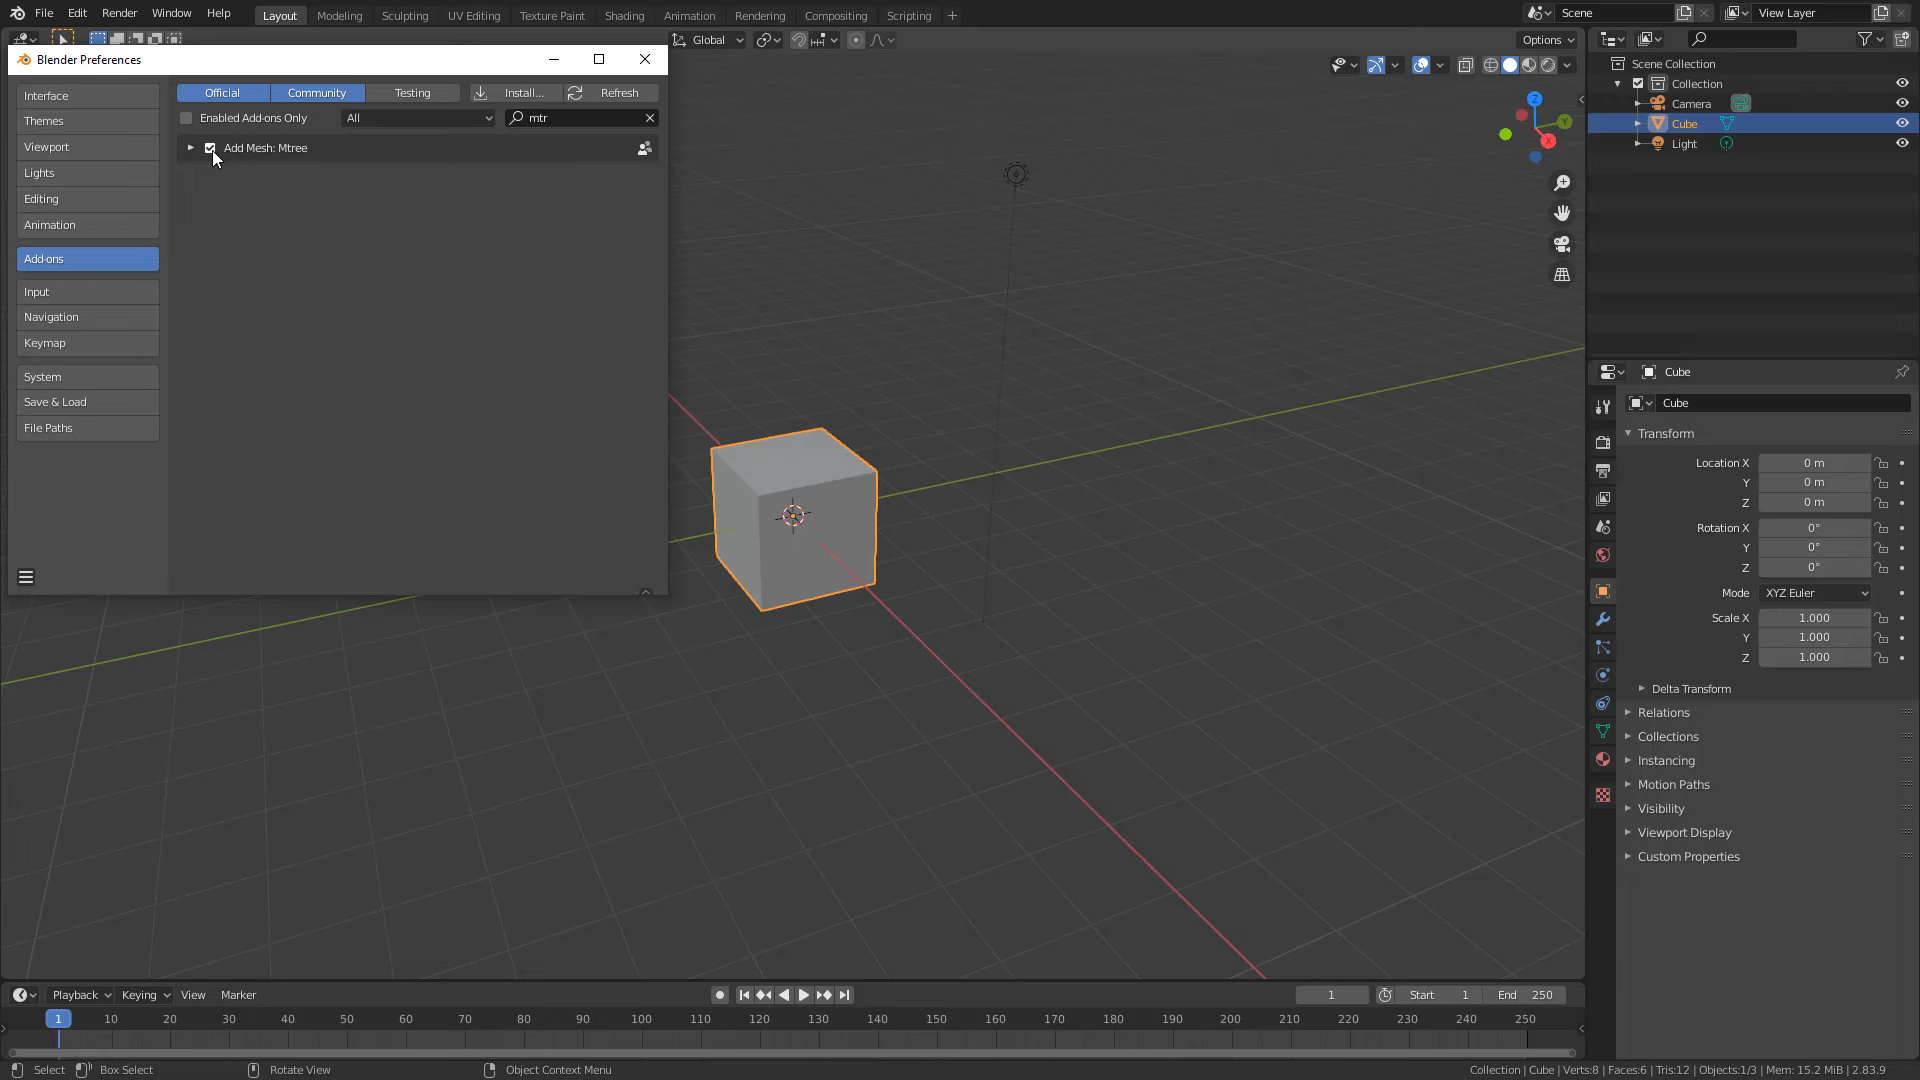 File Edit Render Window Help Layout Modeling Sculpting UV Editing Texture Paint Shading Animation Rendering Compositing Scripting + Scene View Layer
Global Options
Blender Preferences
Interface
Themes
Viewport
Lights
Editing
Animation
Add-ons
Input
Navigation
Keymap
System
Save & Load
File Paths
Official Community Testing Install... Refresh
Enabled Add-ons Only All mtr
Add Mesh: Mtree
Z
Y
X
Scene Collection
Collection
Camera
Cube
Light
Cube
Cube
Transform
Location X 0 m
Y 0 m
Z 0 m
Rotation X 0°
Y 0°
Z 0°
Mode XYZ Euler
Scale X 1.000
Y 1.000
Z 1.000
Delta Transform
Relations
Collections
Instancing
Motion Paths
Visibility
Viewport Display
Custom Properties
Playback Keying View Marker 1 Start 1 End 250
1 10 20 30 40 50 60 70 80 90 100 110 120 130 140 150 160 170 180 190 200 210 220 230 240 250
Select Box Select Rotate View Object Context Menu Collection | Cube | Verts:8 | Faces:6 | Tris:12 | Objects:1/3 | Mem: 15.2 MiB | 2.83.9